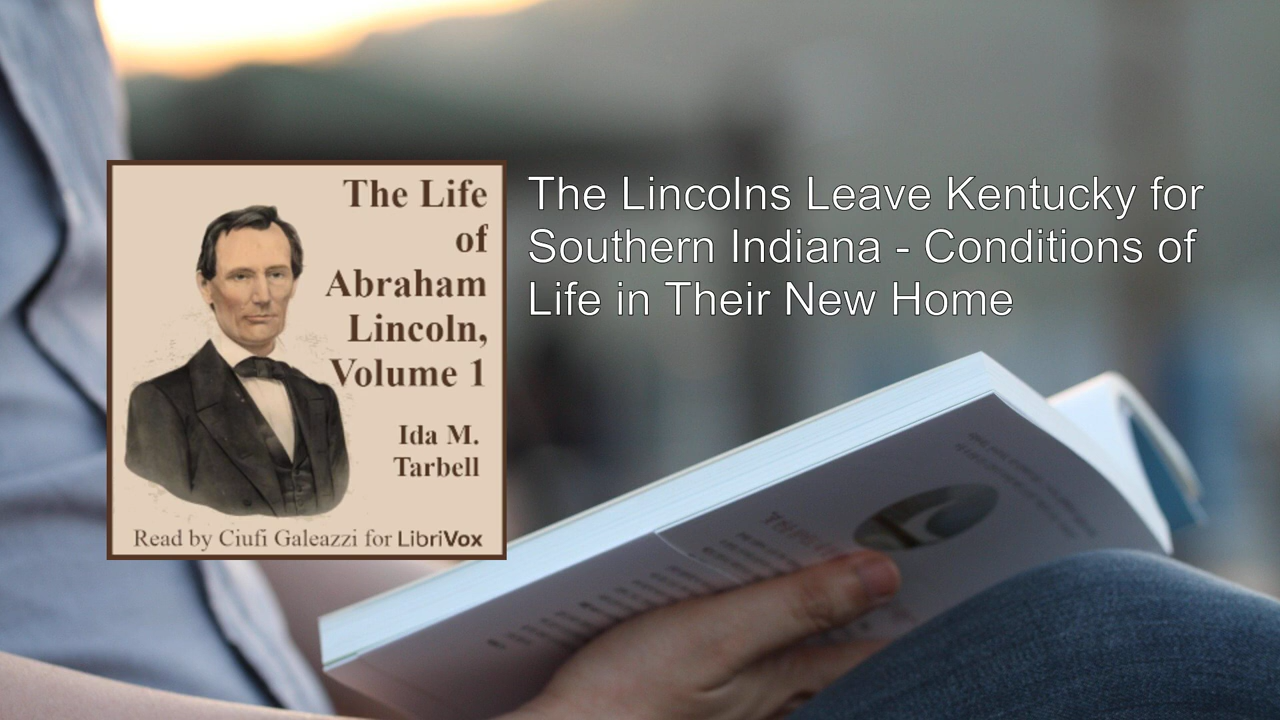 The Life
of
Abraham
Lincoln,
Volume 1
Ida M.
Tarbell
Read by Ciufi Galeazzi for LibriVox
The Lincolns Leave Kentucky for
Southern Indiana - Conditions of
Life in Their New Home